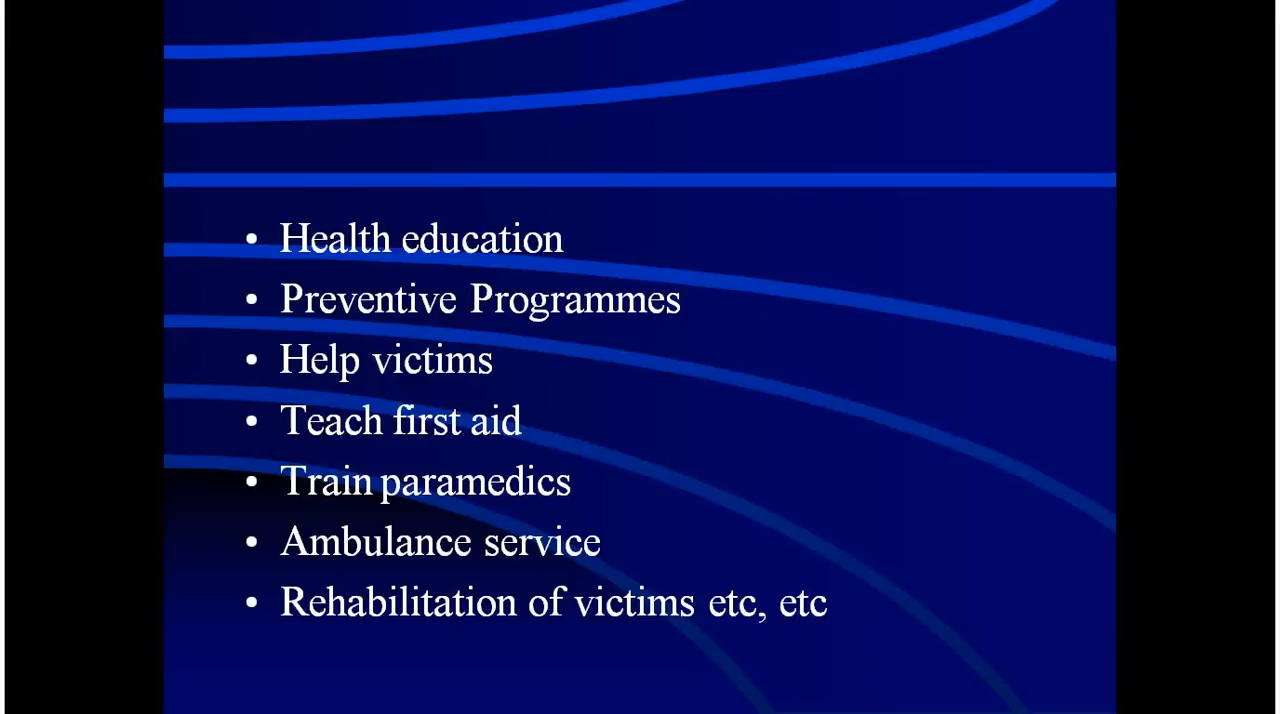 • Health education
• Preventive Programmes
• Help victims
• Teach first aid
• Train paramedics
• Ambulance service
• Rehabilitation of victims etc, etc